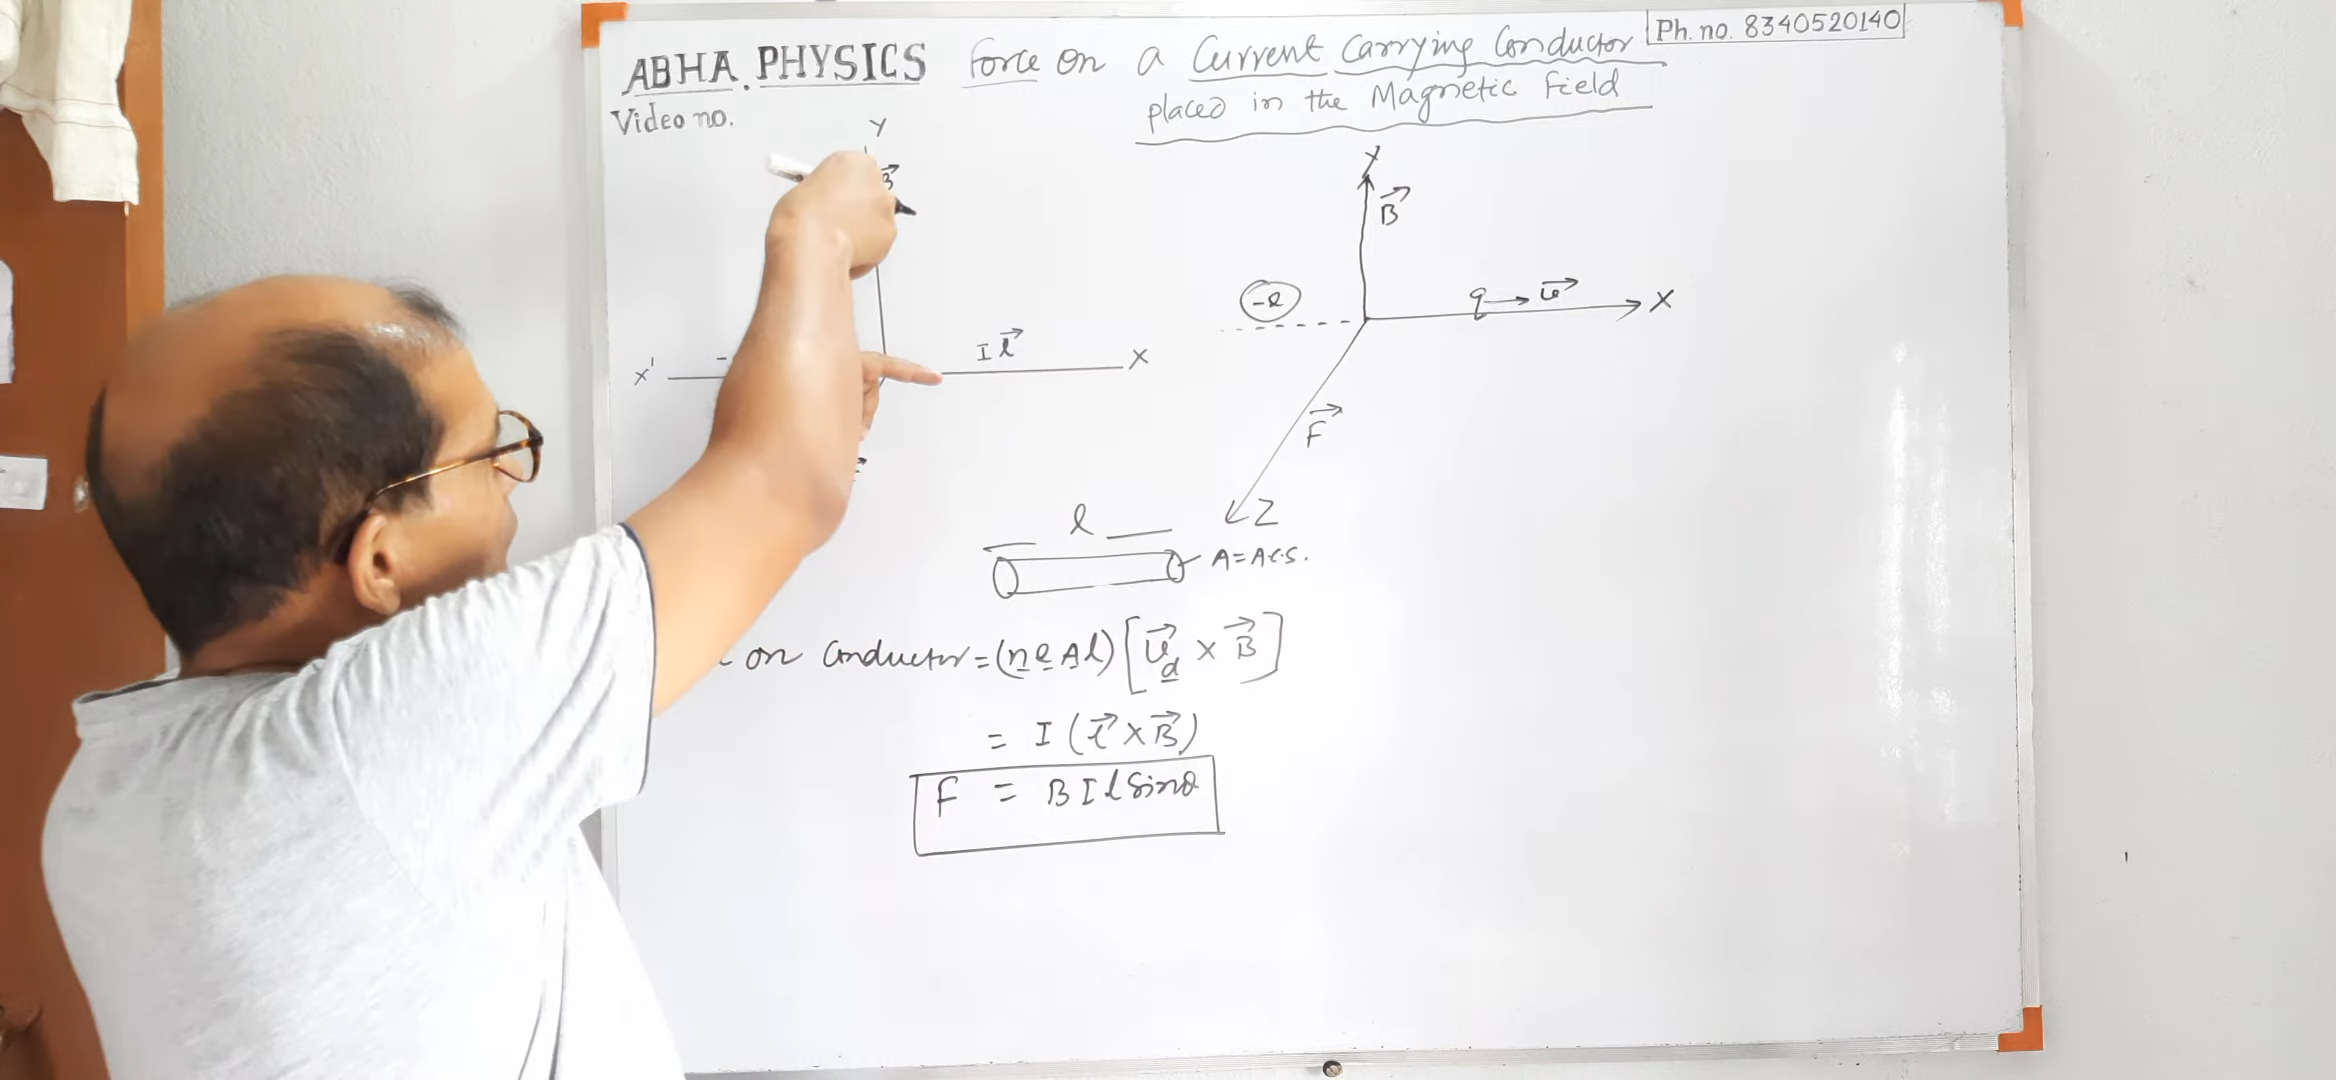 ABHA. PHYSICS Force on a Current Carrying Conductor
Ph. no. 8340520140
placed in the Magnetic field
Video no.
Y
B
X'
I l
X
Y
B
-e
q → v
X
F
Z
l
A = A.C.S.
on Conductor = (neAl) [v_d × B]
= I (l × B)
F = BIl sinθ